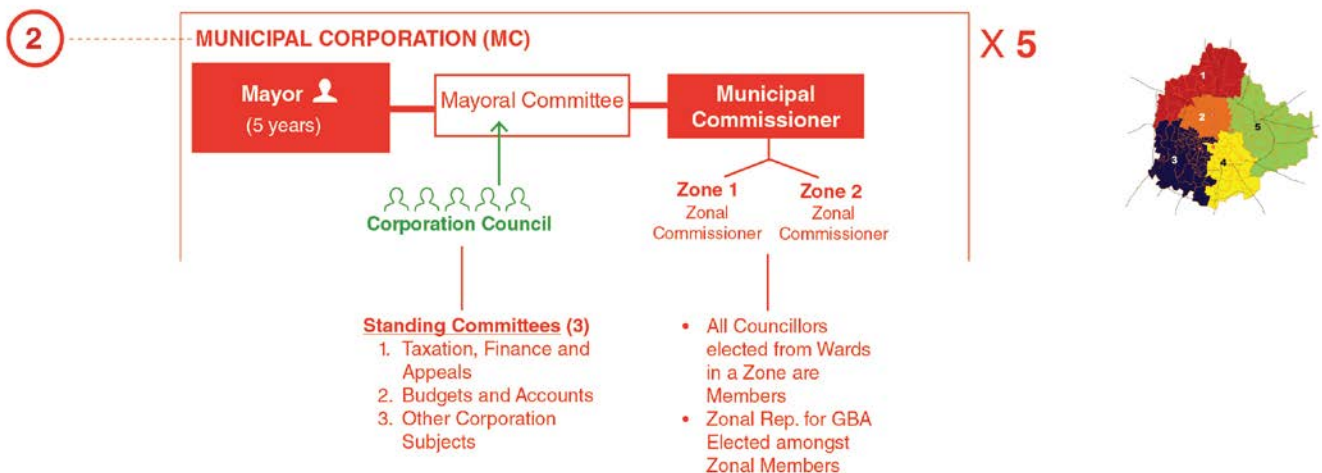 2
MUNICIPAL CORPORATION (MC)
X 5
Mayor
(5 years)
Mayoral Committee
Municipal
Commissioner
Corporation Council
Zone 1
Zonal
Commissioner
Zone 2
Zonal
Commissioner
Standing Committees (3)
1. Taxation, Finance and
Appeals
2. Budgets and Accounts
3. Other Corporation
Subjects
• All Councillors
elected from Wards
in a Zone are
Members
• Zonal Rep. for GBA
Elected amongst
Zonal Members
1
2
3
4
5